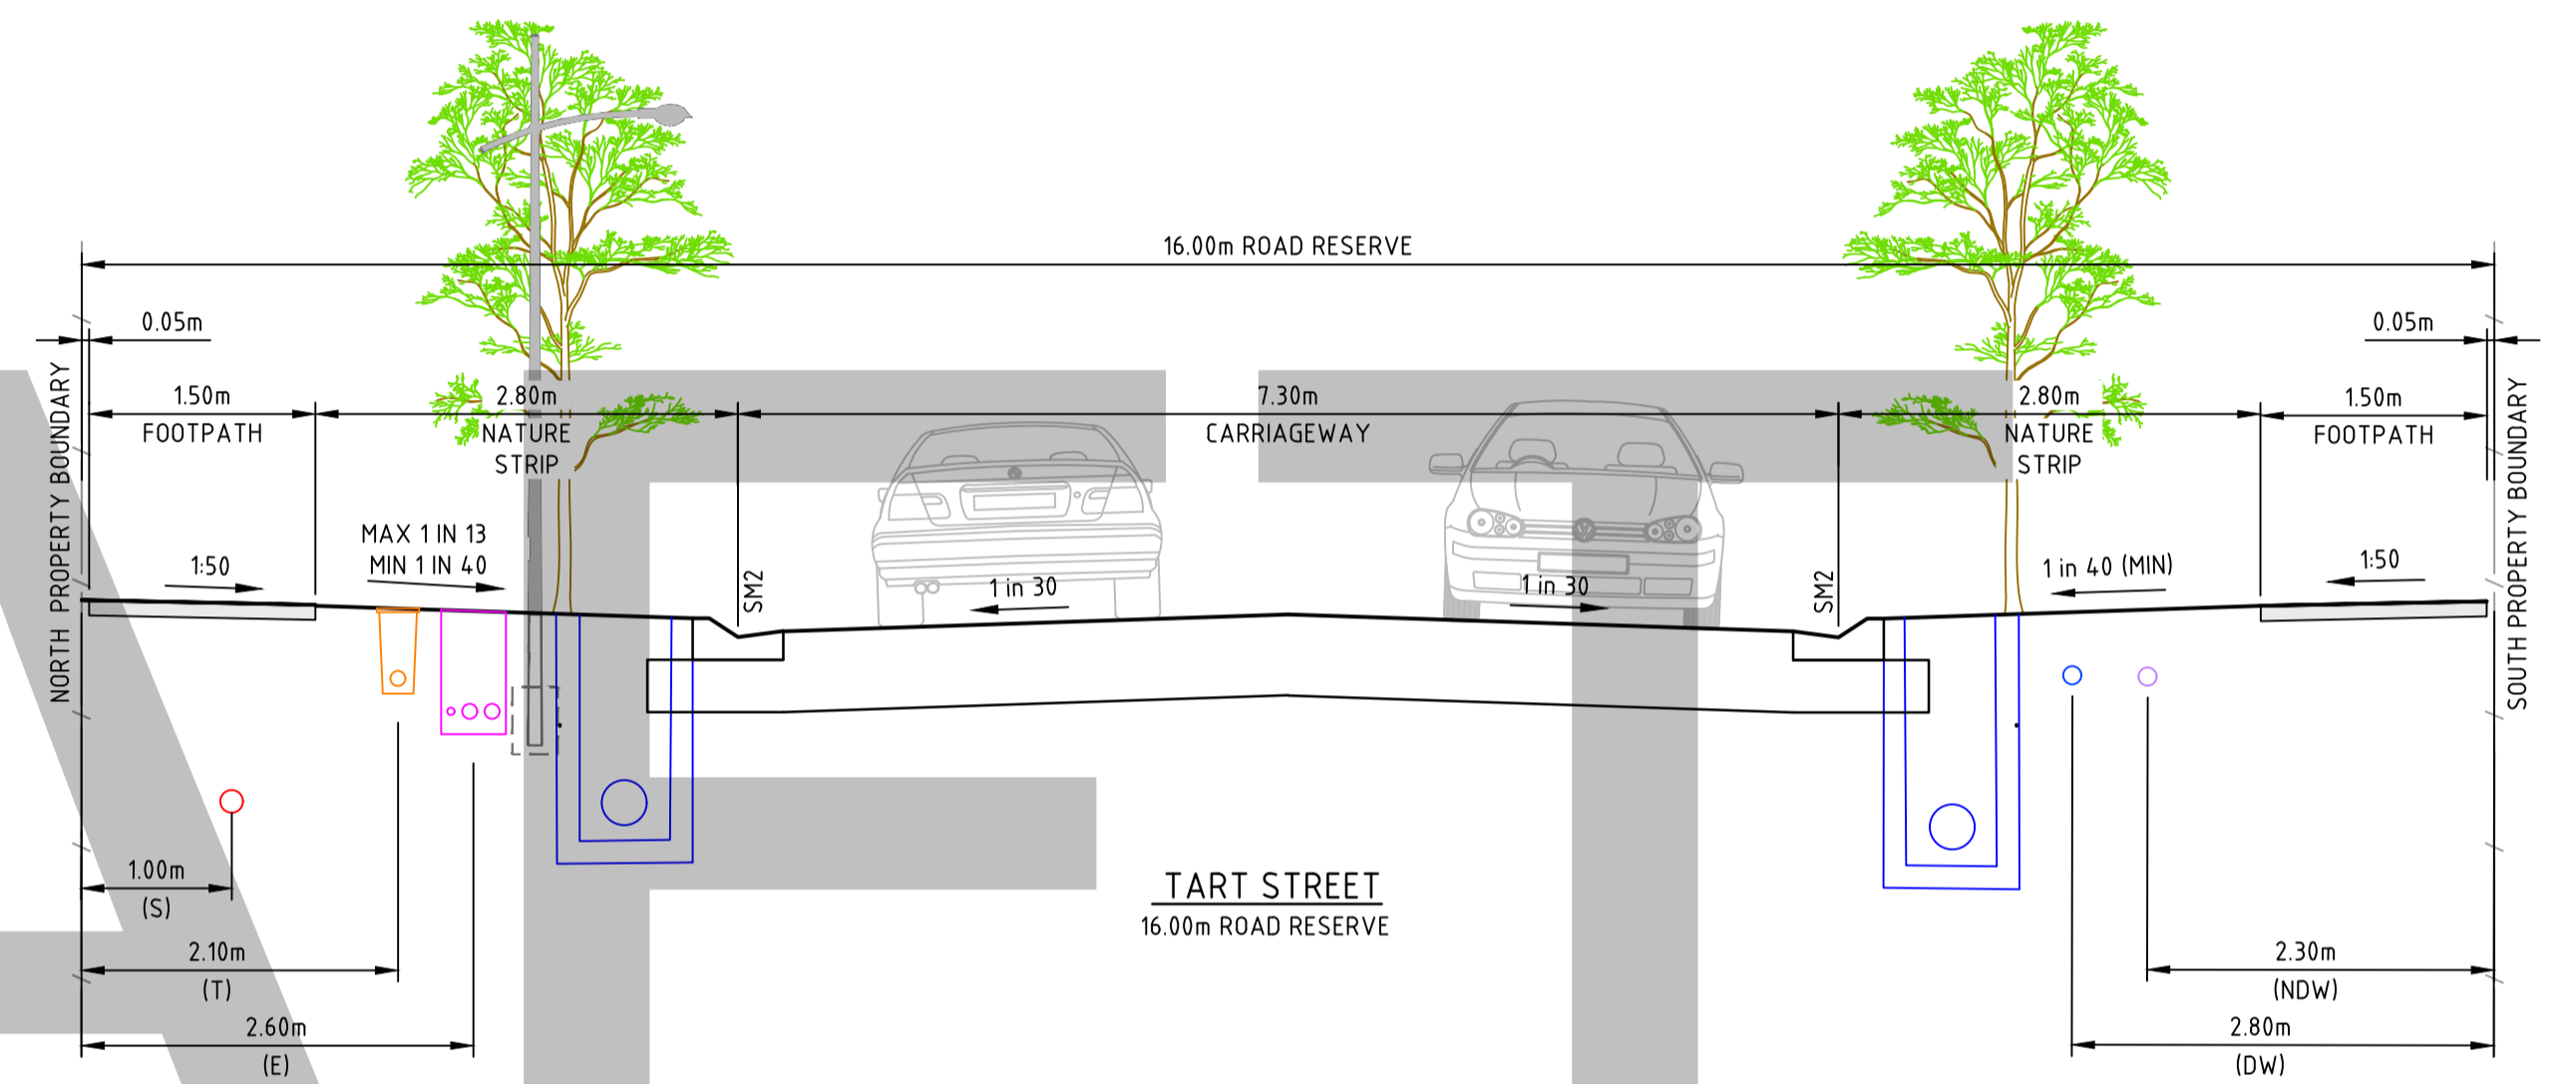 16.00m ROAD RESERVE
0.05m
0.05m
1.50m
FOOTPATH
2.80m
NATURE
STRIP
7.30m
CARRIAGEWAY
2.80m
NATURE
STRIP
1.50m
FOOTPATH
NORTH PROPERTY BOUNDARY
SOUTH PROPERTY BOUNDARY
1:50
MAX 1 IN 13
MIN 1 IN 40
SM2
1 in 30
1 in 30
SM2
1 in 40 (MIN)
1:50
1.00m
(S)
2.10m
(T)
2.60m
(E)
TART STREET
16.00m ROAD RESERVE
2.30m
(NDW)
2.80m
(DW)